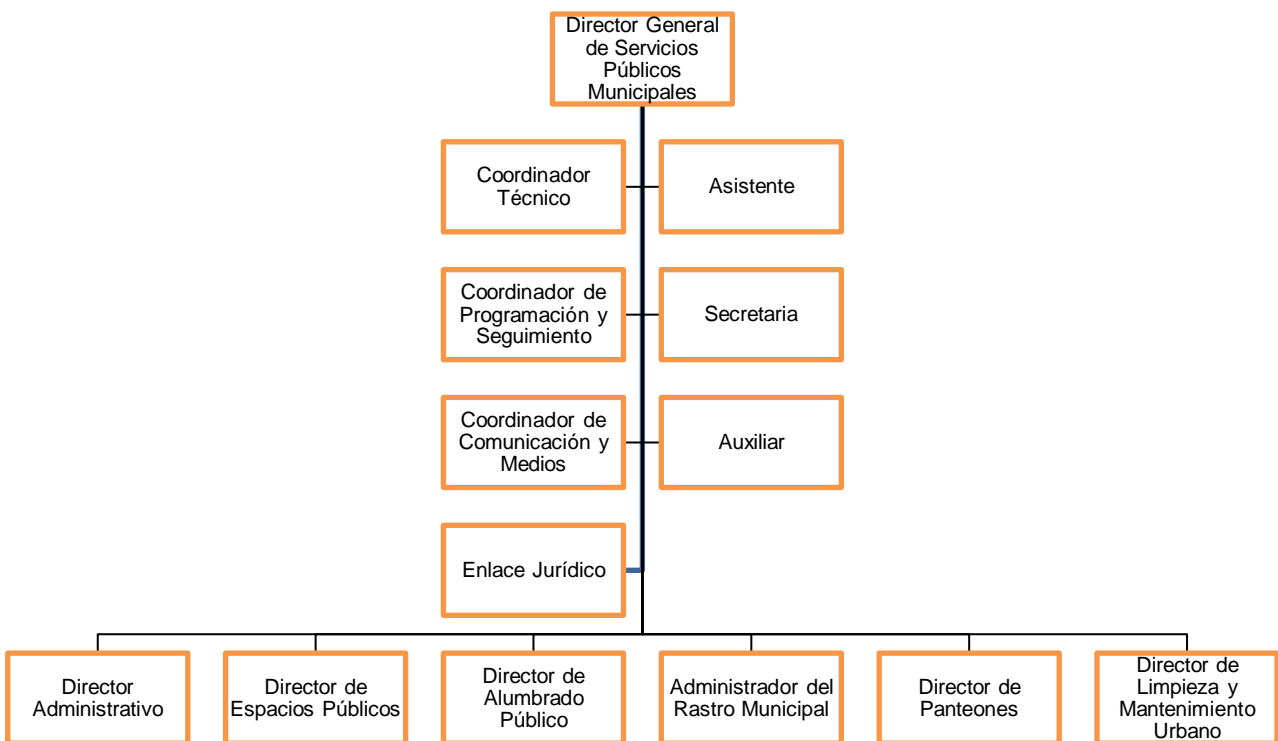 Director General
de Servicios
Públicos
Municipales
Coordinador
Técnico
Asistente
Coordinador de
Programación y
Seguimiento
Secretaria
Coordinador de
Comunicación y
Medios
Auxiliar
Enlace Jurídico
Director
Administrativo
Director de
Espacios Públicos
Director de
Alumbrado
Público
Administrador del
Rastro Municipal
Director de
Panteones
Director de
Limpieza y
Mantenimiento
Urbano